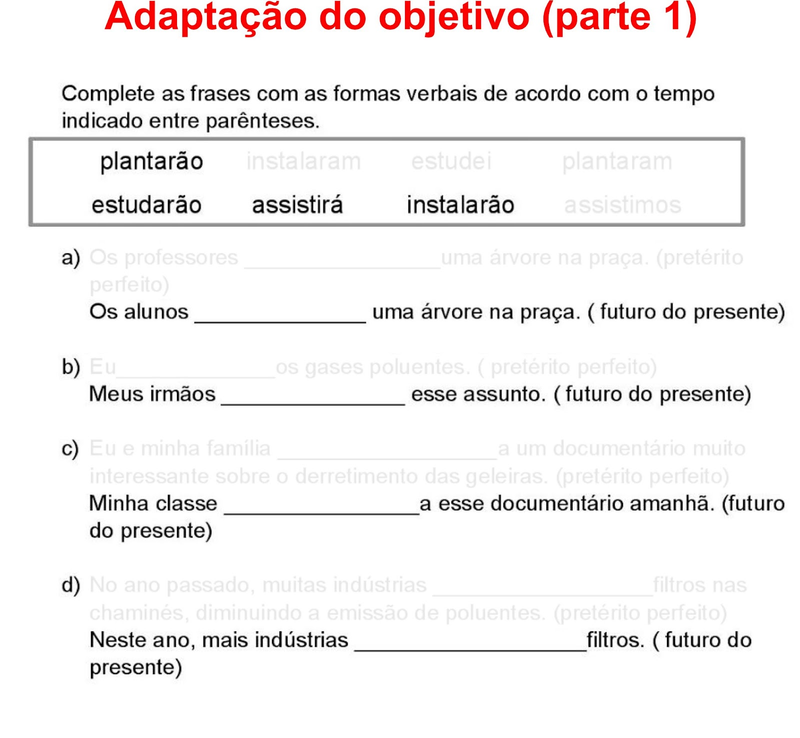 Adaptação do objetivo (parte 1)
Complete as frases com as formas verbais de acordo com o tempo
indicado entre parênteses.
plantarão instalaram estudei plantaram
estudarão assistirá instalarão assistimos
a) Os professores ________________uma árvore na praça. (pretérito
perfeito)
Os alunos ______________ uma árvore na praça. ( futuro do presente)
b) Eu_____________os gases poluentes. ( pretérito perfeito)
Meus irmãos _______________ esse assunto. ( futuro do presente)
c) Eu e minha família __________________a um documentário muito
interessante sobre o derretimento das geleiras. (pretérito perfeito)
Minha classe ________________a esse documentário amanhã. (futuro
do presente)
d) No ano passado, muitas indústrias __________________filtros nas
chaminés, diminuindo a emissão de poluentes. (pretérito perfeito)
Neste ano, mais indústrias ___________________filtros. ( futuro do
presente)